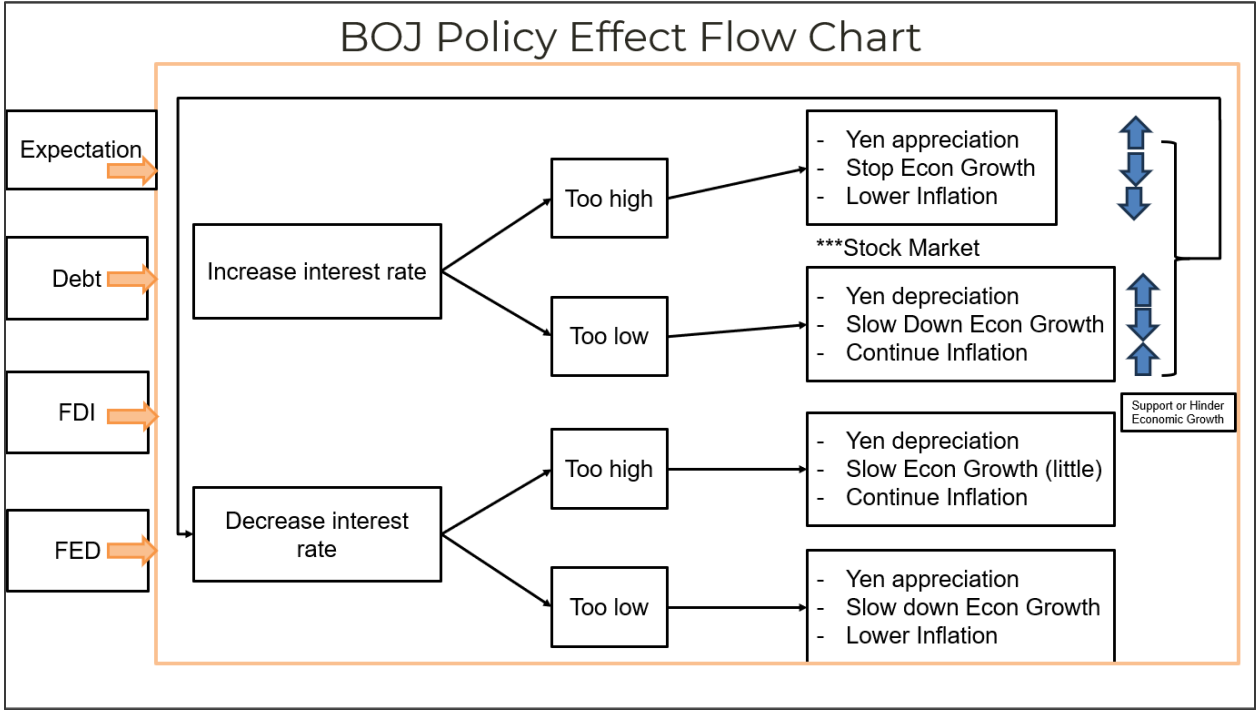 BOJ Policy Effect Flow Chart
Expectation
Debt
FDI
FED
Increase interest rate
Too high
- Yen appreciation
- Stop Econ Growth
- Lower Inflation
***Stock Market
Too low
- Yen depreciation
- Slow Down Econ Growth
- Continue Inflation
Support or Hinder
Economic Growth
Decrease interest
rate
Too high
- Yen depreciation
- Slow Econ Growth (little)
- Continue Inflation
Too low
- Yen appreciation
- Slow down Econ Growth
- Lower Inflation